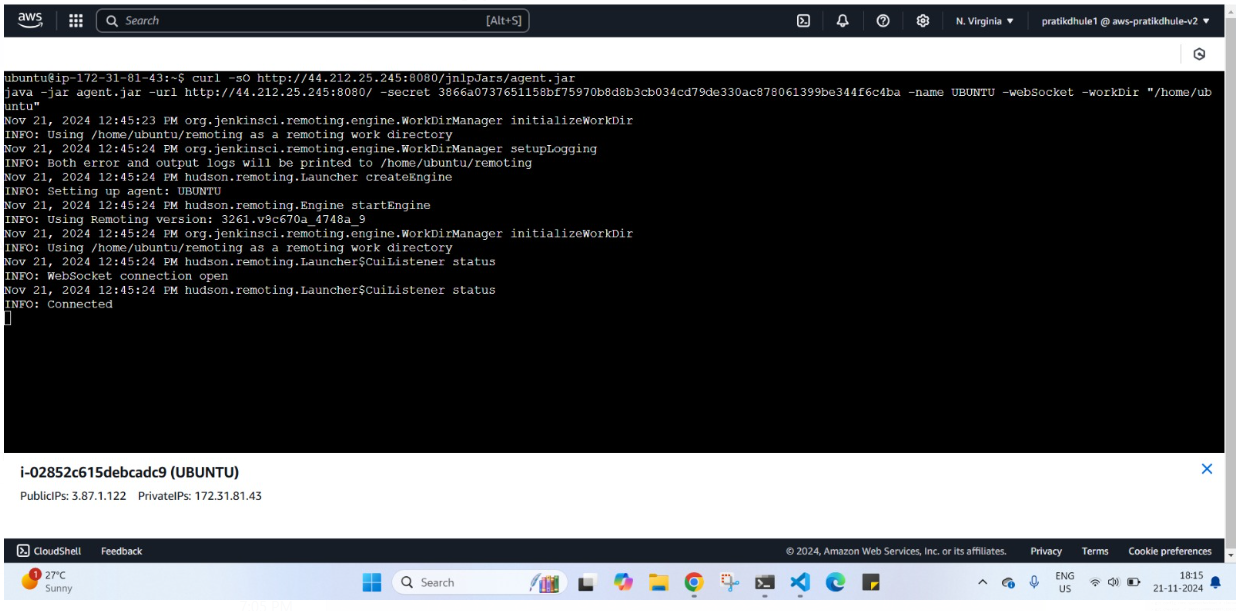 aws
Search
[Alt+S]
N. Virginia
pratikdhule1 @ aws-pratikdhule-v2
ubuntu@ip-172-31-81-43:~$ curl -sO http://44.212.25.245:8080/jnlpJars/agent.jar
java -jar agent.jar -url http://44.212.25.245:8080/ -secret 3866a0737651158bf75970b8d8b3cb034cd79de330ac878061399be344f6c4ba -name UBUNTU -webSocket -workDir "/home/ub
untu"
Nov 21, 2024 12:45:23 PM org.jenkinsci.remoting.engine.WorkDirManager initializeWorkDir
INFO: Using /home/ubuntu/remoting as a remoting work directory
Nov 21, 2024 12:45:24 PM org.jenkinsci.remoting.engine.WorkDirManager setupLogging
INFO: Both error and output logs will be printed to /home/ubuntu/remoting
Nov 21, 2024 12:45:24 PM hudson.remoting.Launcher createEngine
INFO: Setting up agent: UBUNTU
Nov 21, 2024 12:45:24 PM hudson.remoting.Engine startEngine
INFO: Using Remoting version: 3261.v9c670a_4748a_9
Nov 21, 2024 12:45:24 PM org.jenkinsci.remoting.engine.WorkDirManager initializeWorkDir
INFO: Using /home/ubuntu/remoting as a remoting work directory
Nov 21, 2024 12:45:24 PM hudson.remoting.Launcher$CuiListener status
INFO: WebSocket connection open
Nov 21, 2024 12:45:24 PM hudson.remoting.Launcher$CuiListener status
INFO: Connected
i-02852c615debcadc9 (UBUNTU)
PublicIPs: 3.87.1.122 PrivateIPs: 172.31.81.43
CloudShell
Feedback
© 2024, Amazon Web Services, Inc. or its affiliates.
Privacy
Terms
Cookie preferences
1
27°C
Sunny
Search
ENG
US
18:15
21-11-2024